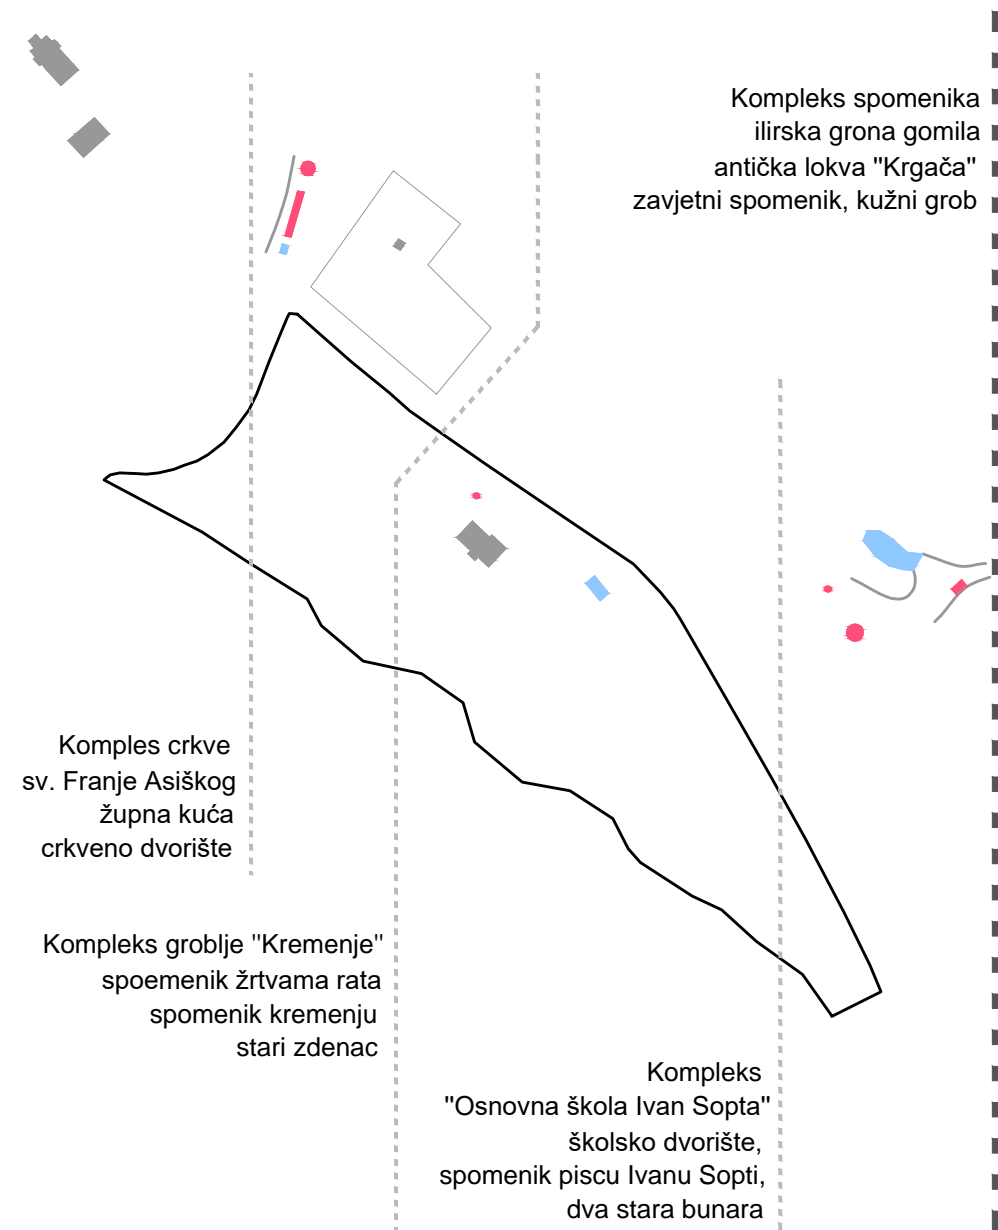 Kompleks spomenika
ilirska grona gomila
antička lokva "Krgača"
zavjetni spomenik, kužni grob
Komples crkve
sv. Franje Asiškog
župna kuća
crkveno dvorište
Kompleks groblje "Kremenje"
spoemenik žrtvama rata
spomenik kremenju
stari zdenac
Kompleks
"Osnovna škola Ivan Sopta"
školsko dvorište,
spomenik piscu Ivanu Sopti,
dva stara bunara